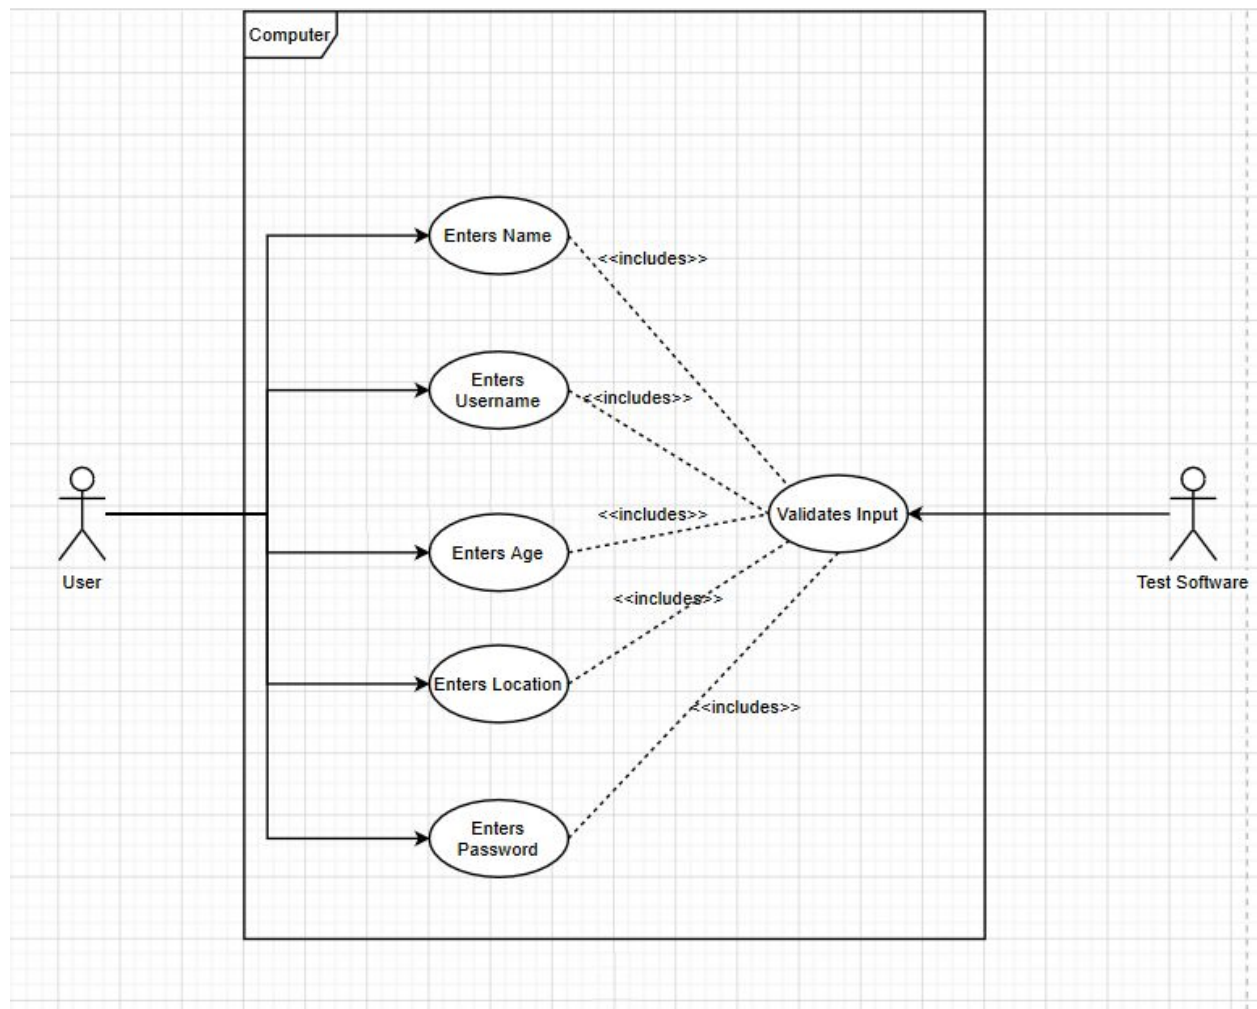 Computer
Enters Name
<<includes>>
Enters
Username
<<includes>>
Enters Age
<<includes>>
Validates Input
User
Test Software
<<includes>>
Enters Location
<<includes>>
Enters
Password